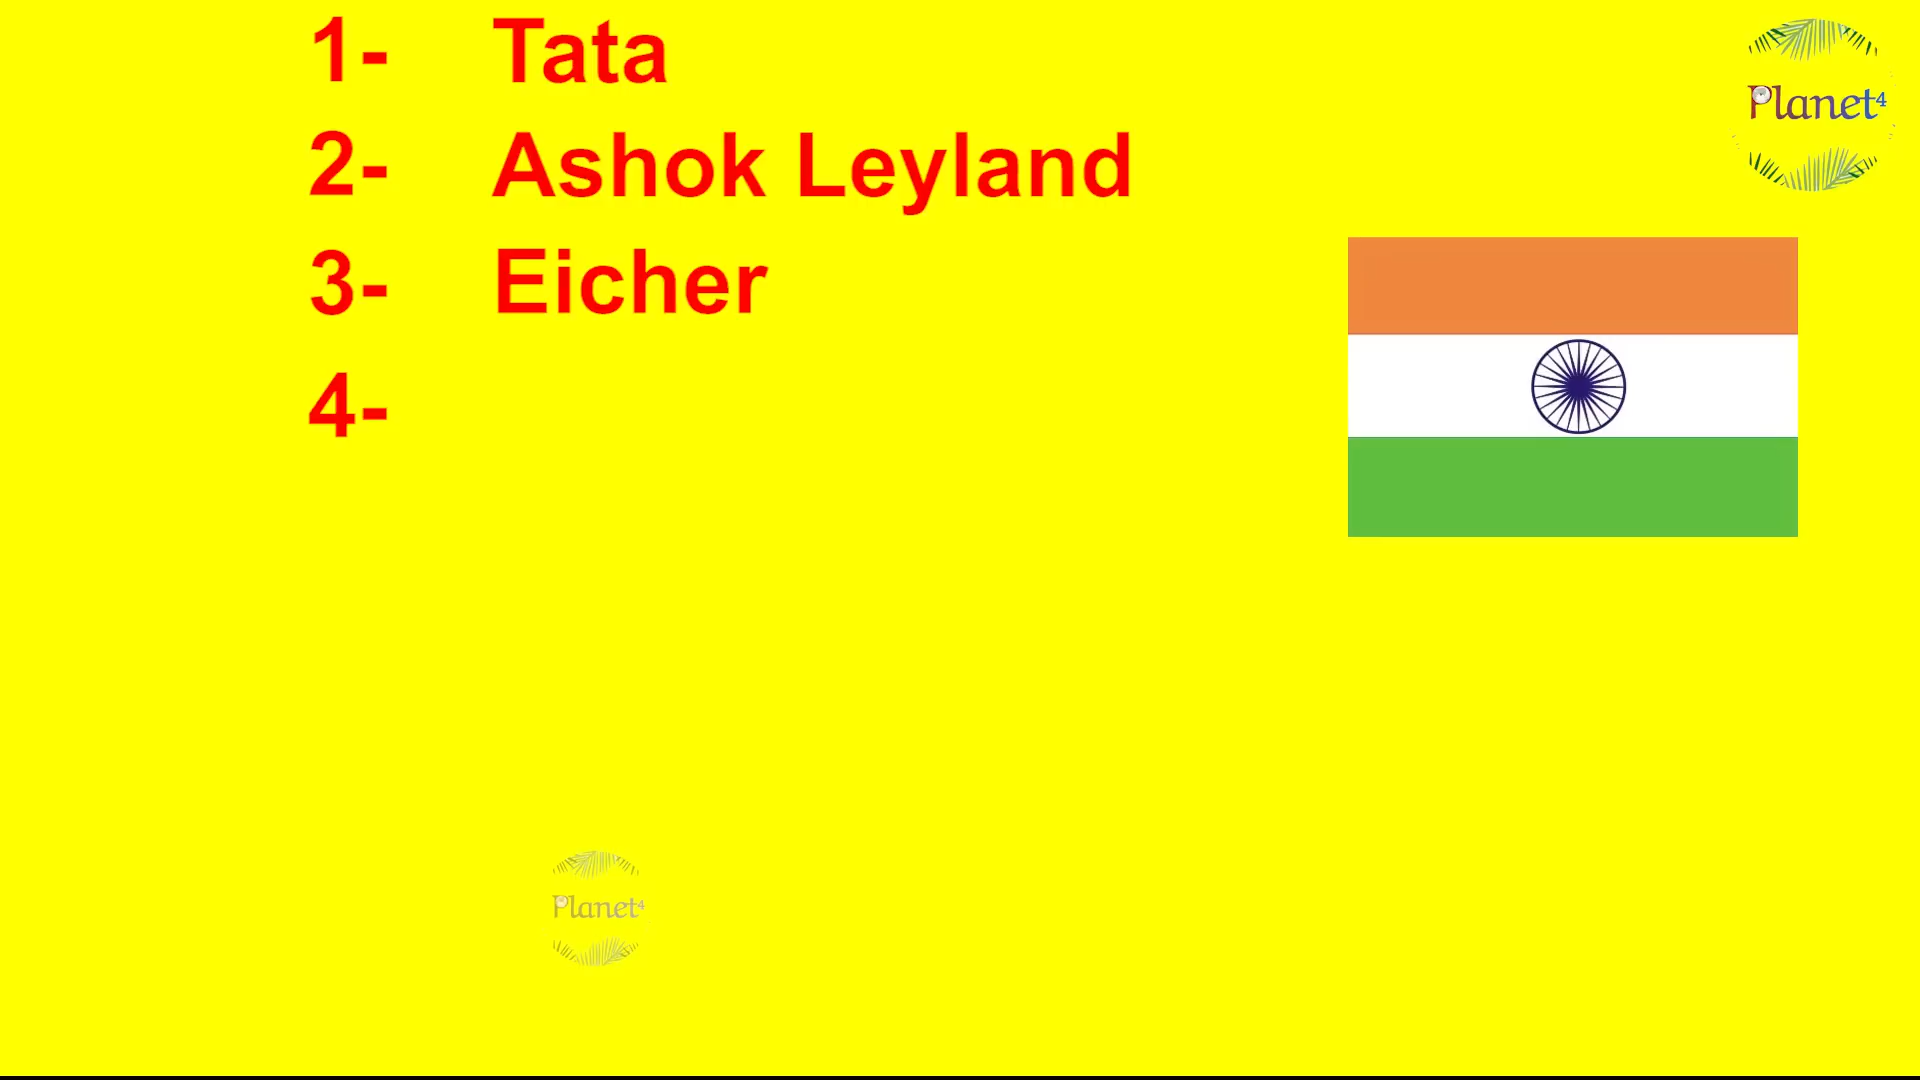 1- Tata
2- Ashok Leyland
3- Eicher
4-
Planet4
Planet4